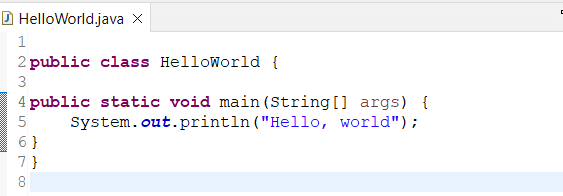 HelloWorld.java
1
2 public class HelloWorld {
3
4 public static void main(String[] args) {
5     System.out.println("Hello, world");
6 }
7 }
8